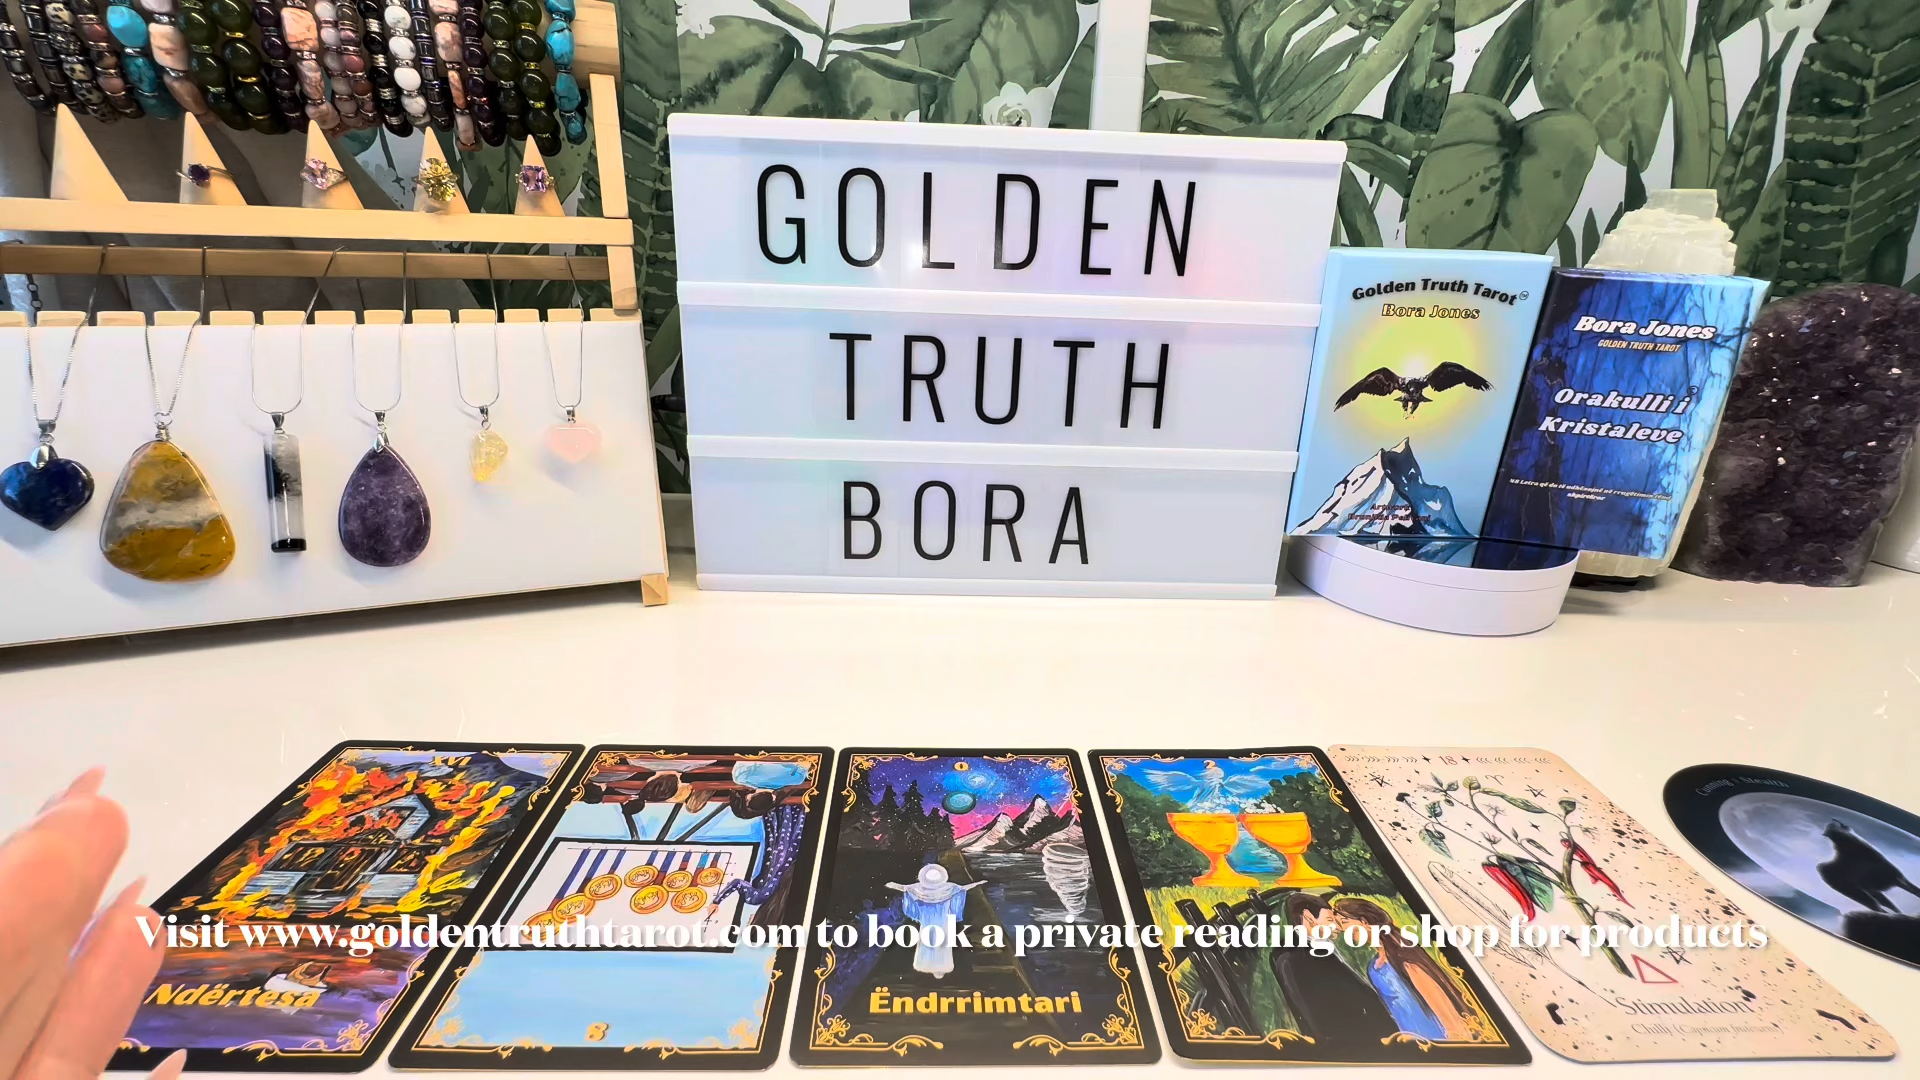 GOLDEN
TRUTH
BORA
Golden Truth Tarot
Bora Jones
Bora Jones
GOLDEN TRUTH TAROT
Orakulli i
Kristaleve
XVI
Ndërtesa
8
0
Ëndrrimtari
2
18
Stimulation
Visit www.goldentruthtarot.com to book a private reading or shop for products